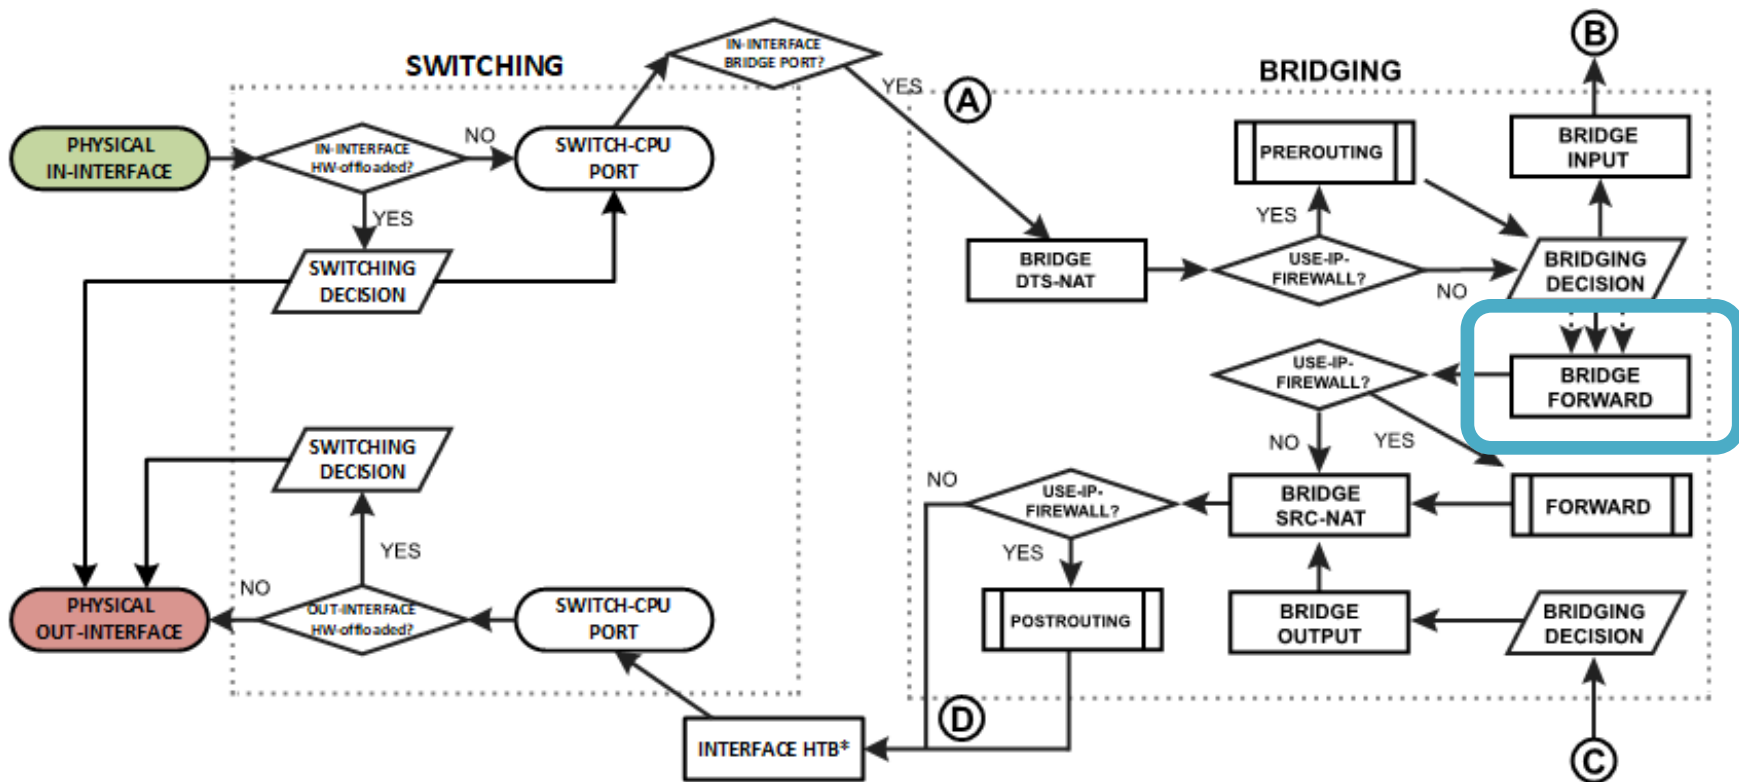 SWITCHING
IN-INTERFACE
BRIDGE PORT?
YES
A
BRIDGING
B
PHYSICAL
IN-INTERFACE
IN-INTERFACE
HW-offloaded?
NO
YES
SWITCH-CPU
PORT
SWITCHING
DECISION
PREROUTING
YES
BRIDGE
INPUT
BRIDGE
DTS-NAT
USE-IP-
FIREWALL?
NO
BRIDGING
DECISION
USE-IP-
FIREWALL?
NO
YES
BRIDGE
FORWARD
SWITCHING
DECISION
YES
NO
USE-IP-
FIREWALL?
YES
BRIDGE
SRC-NAT
FORWARD
PHYSICAL
OUT-INTERFACE
NO
OUT-INTERFACE
HW-offloaded?
SWITCH-CPU
PORT
POSTROUTING
BRIDGE
OUTPUT
BRIDGING
DECISION
INTERFACE HTB*
D
C